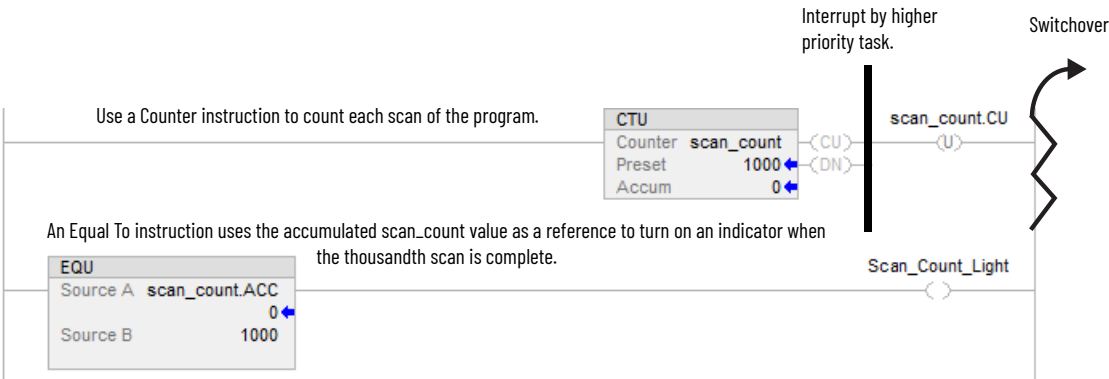 Interrupt by higher
priority task.
Switchover
Use a Counter instruction to count each scan of the program.
CTU
Counter scan_count
Preset 1000
Accum 0
(CU)
(DN)
scan_count.CU
(U)
An Equal To instruction uses the accumulated scan_count value as a reference to turn on an indicator when
the thousandth scan is complete.
EQU
Source A scan_count.ACC
0
Source B 1000
Scan_Count_Light